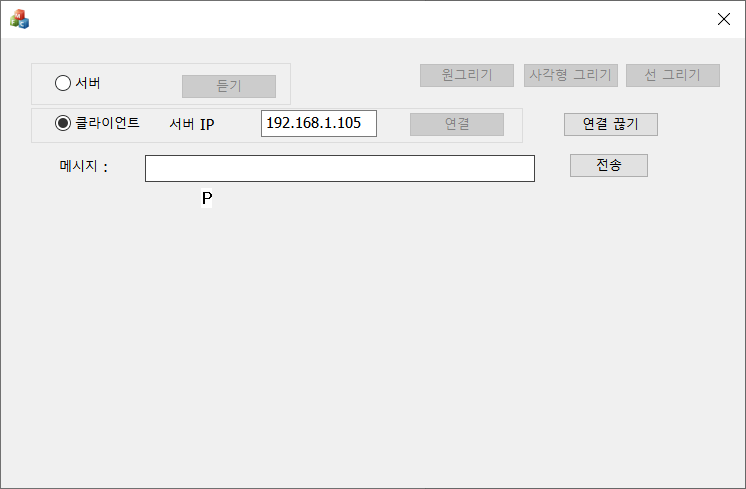 서버 듣기 원그리기 사각형 그리기 선 그리기
클라이언트 서버 IP 192.168.1.105 연결 연결 끊기
메시지 : 전송
P